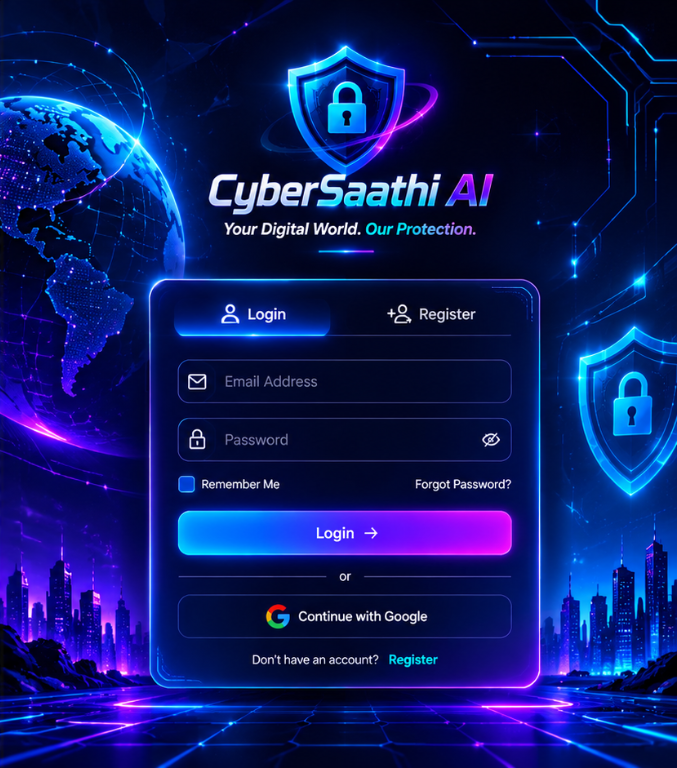 CyberSaathi AI
Your Digital World. Our Protection.
Login
Register
Email Address
Password
Remember Me
Forgot Password?
Login →
or
Continue with Google
Don't have an account? Register